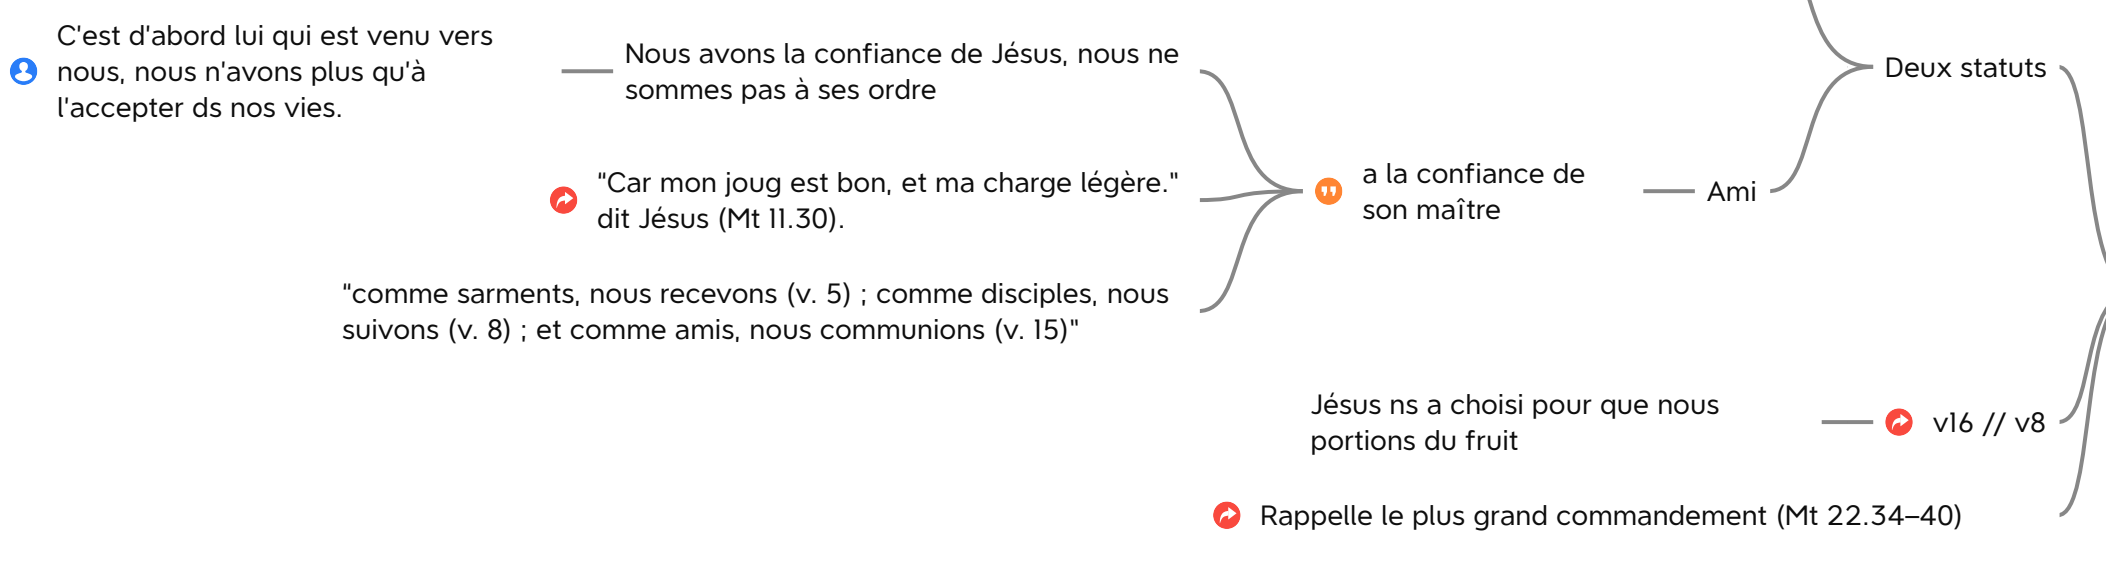 C'est d'abord lui qui est venu vers
nous, nous n'avons plus qu'à
l'accepter ds nos vies.
Nous avons la confiance de Jésus, nous ne
sommes pas à ses ordre
"Car mon joug est bon, et ma charge légère."
dit Jésus (Mt 11.30).
"comme sarments, nous recevons (v. 5) ; comme disciples, nous
suivons (v. 8) ; et comme amis, nous communions (v. 15)"
a la confiance de
son maître
Ami
Deux statuts
Jésus ns a choisi pour que nous
portions du fruit
v16 // v8
Rappelle le plus grand commandement (Mt 22.34–40)